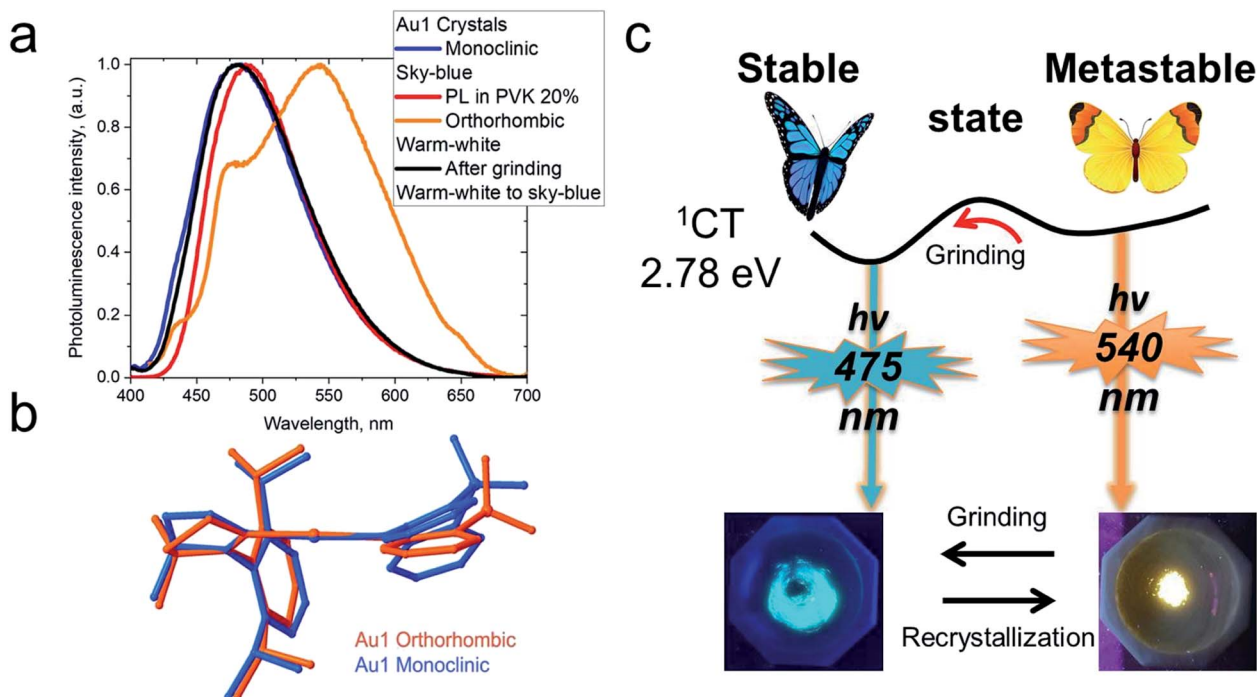 a
Au1 Crystals
Monoclinic
Sky-blue
PL in PVK 20%
Orthorhombic
Warm-white
After grinding
Warm-white to sky-blue
Photoluminescence intensity, (a.u.)
1.0
0.8
0.6
0.4
0.2
0.0
400 450 500 550 600 650 700
Wavelength, nm
b
Au1 Orthorhombic
Au1 Monoclinic
c
Stable
Metastable
state
¹CT
2.78 eV
Grinding
hν
475
nm
hν
540
nm
Grinding
Recrystallization